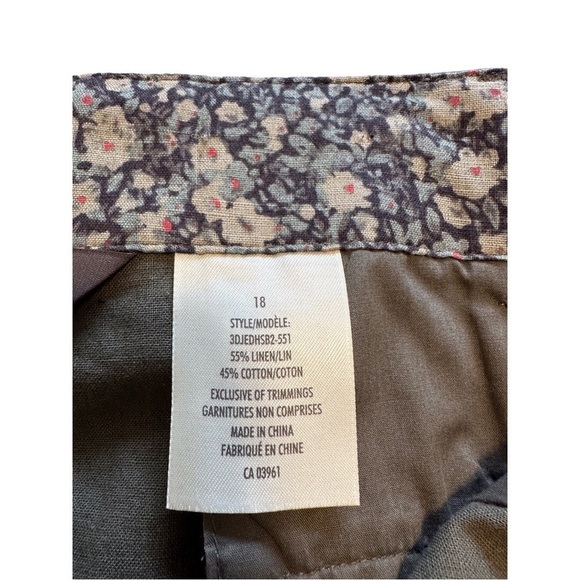 18
STYLE/MODÈLE:
3DJEDHSB2-551
55% LINEN/LIN
45% COTTON/COTON
EXCLUSIVE OF TRIMMINGS
GARNITURES NON COMPRISES
MADE IN CHINA
FABRIQUÉ EN CHINE
CA 03961